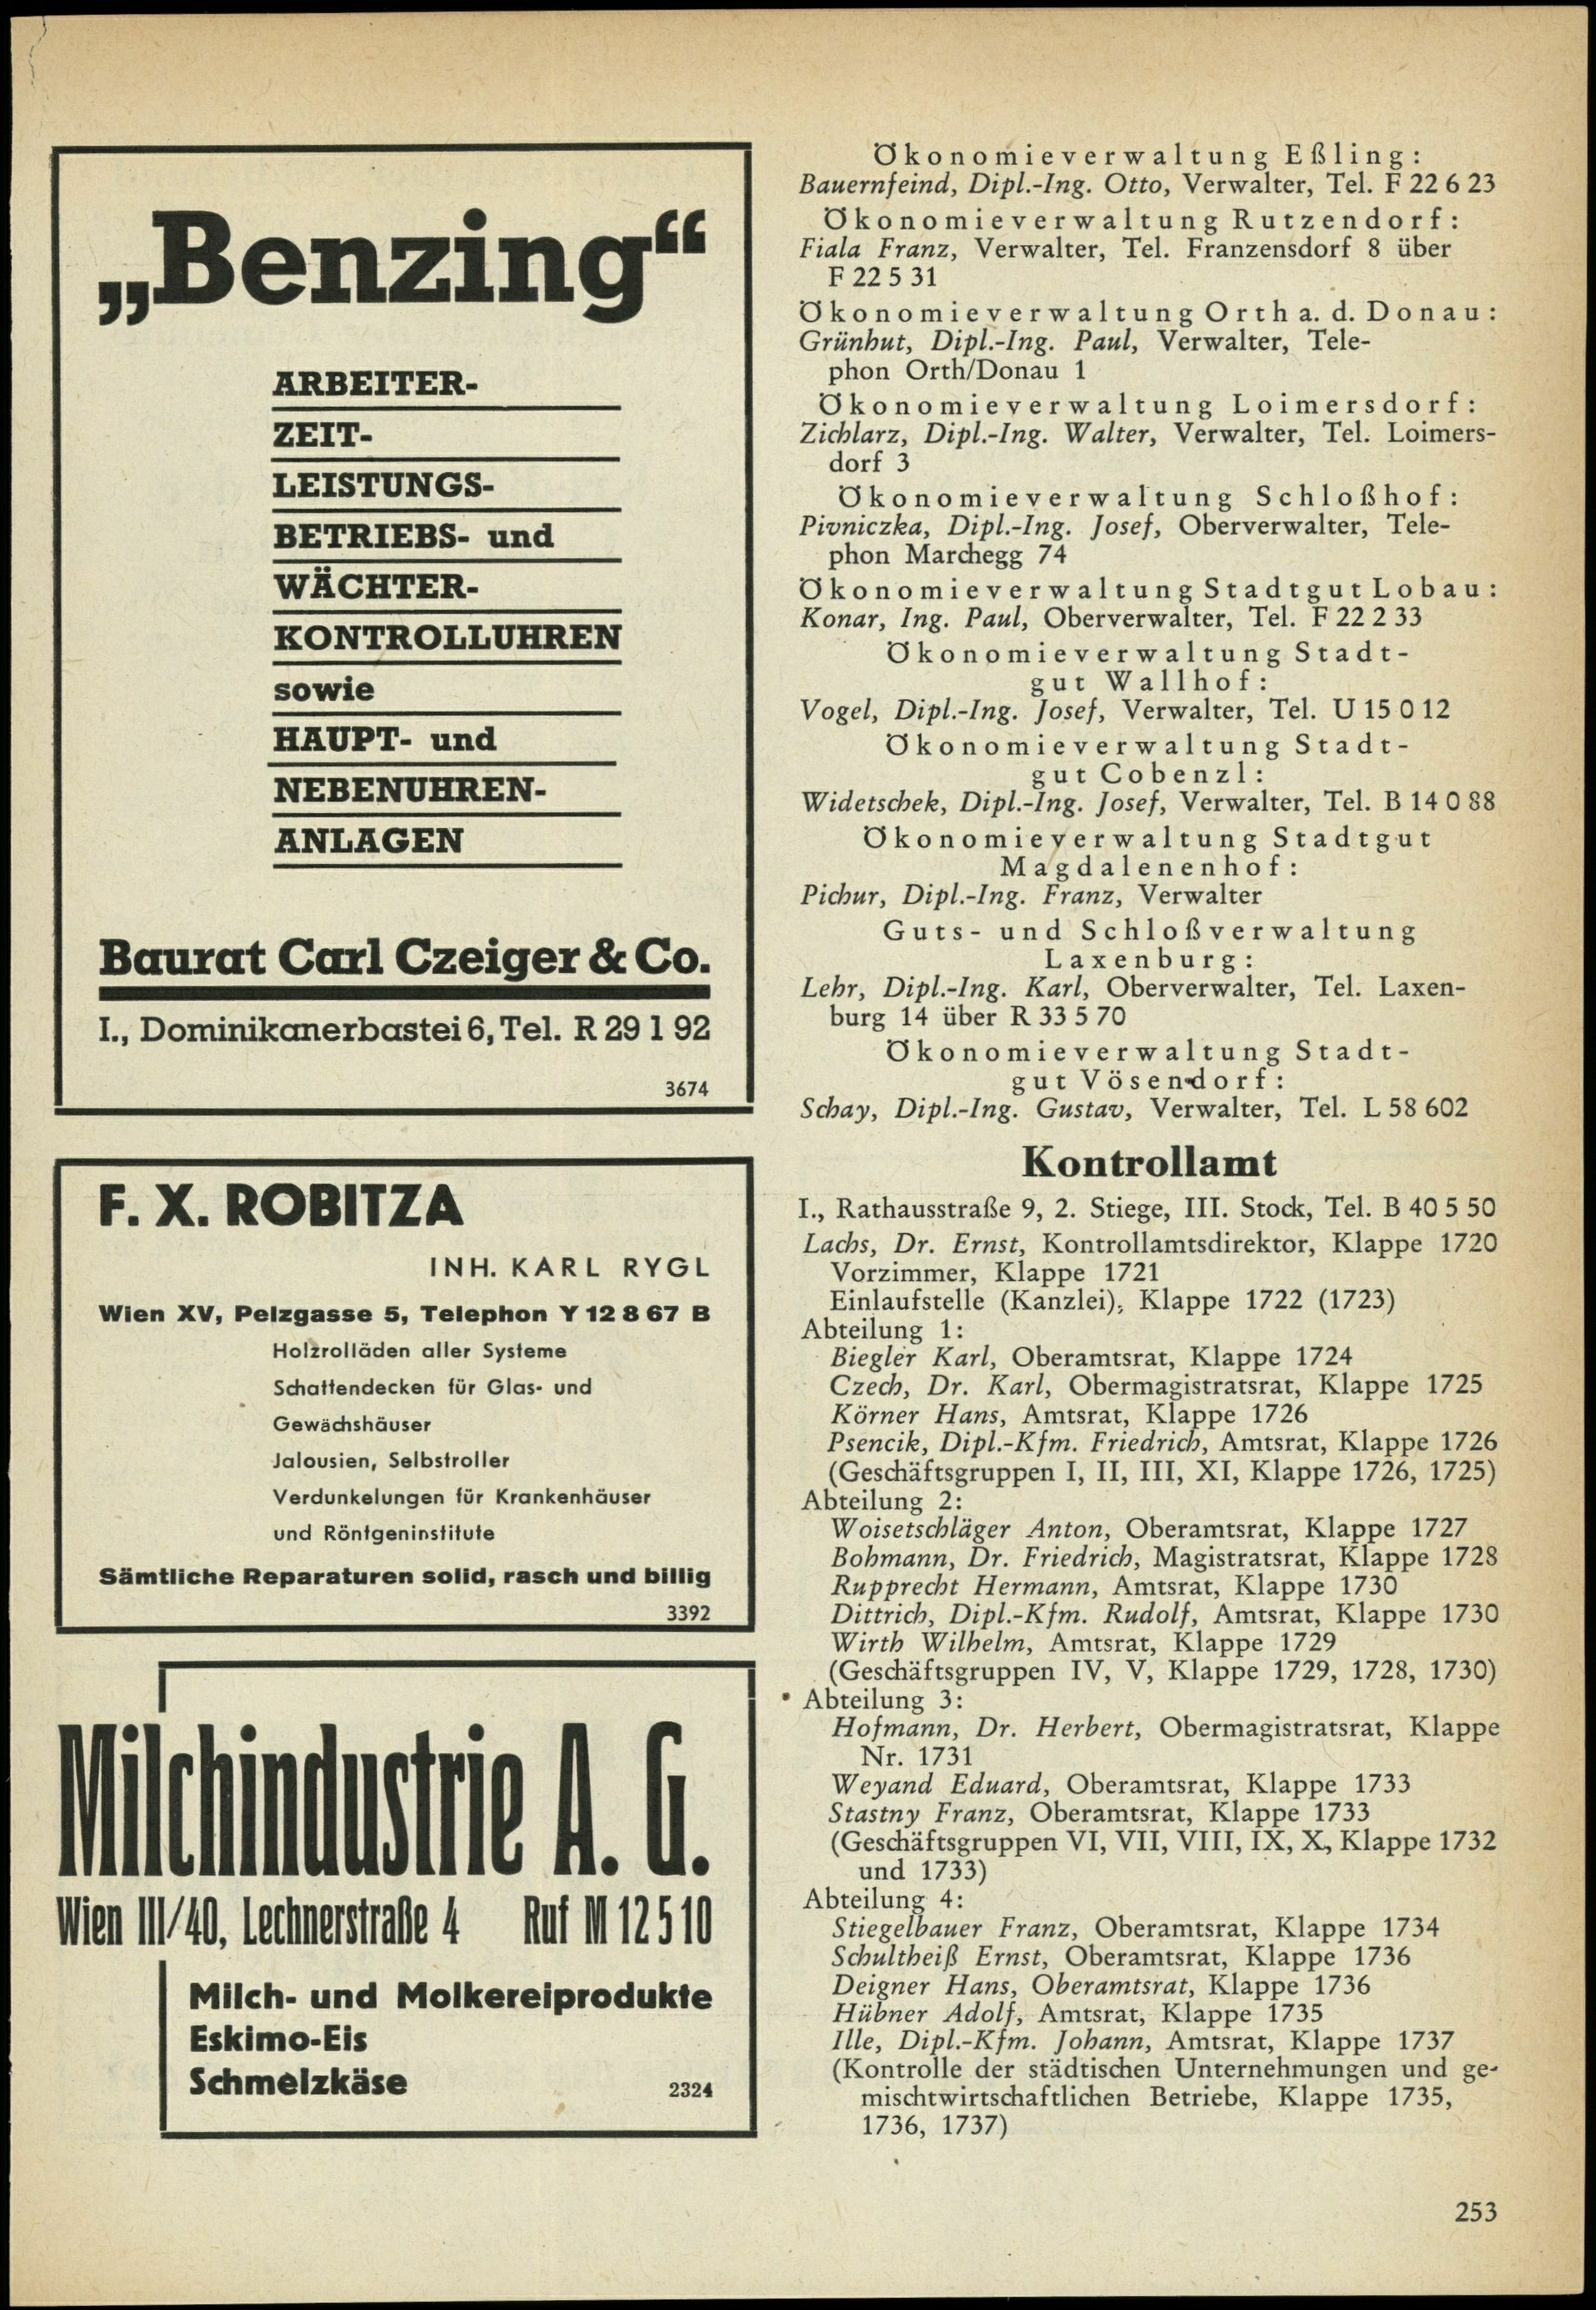 „Benzing“
ARBEITER-
ZEIT-
LEISTUNGS-
BETRIEBS- und
WÄCHTER-
KONTROLLUHREN
sowie
HAUPT- und
NEBENUHREN-
ANLAGEN
Baurat Carl Czeiger & Co.
I., Dominikanerbastei 6, Tel. R 29 1 92
3674
F. X. ROBITZA
INH. KARL RYGL
Wien XV, Pelzgasse 5, Telephon Y 12 8 67 B
Holzrolläden aller Systeme
Schattendecken für Glas- und
Gewächshäuser
Jalousien, Selbstroller
Verdunkelungen für Krankenhäuser
und Röntgeninstitute
Sämtliche Reparaturen solid, rasch und billig
3392
Milchindustrie A. G.
Wien III/40, Lechnerstraße 4 Ruf M 12 5 10
Milch- und Molkereiprodukte
Eskimo-Eis
Schmelzkäse
2324
Ökonomieverwaltung Eßling:
Bauernfeind, Dipl.-Ing. Otto, Verwalter, Tel. F 22 6 23
Ökonomieverwaltung Rutzendorf:
Fiala Franz, Verwalter, Tel. Franzensdorf 8 über
F 22 5 31
Ökonomieverwaltung Orth a. d. Donau:
Grünhut, Dipl.-Ing. Paul, Verwalter, Tele-
phon Orth/Donau 1
Ökonomieverwaltung Loimersdorf:
Zichlarz, Dipl.-Ing. Walter, Verwalter, Tel. Loimers-
dorf 3
Ökonomieverwaltung Schloßhof:
Pivniczka, Dipl.-Ing. Josef, Oberverwalter, Tele-
phon Marchegg 74
Ökonomieverwaltung Stadtgut Lobau:
Konar, Ing. Paul, Oberverwalter, Tel. F 22 2 33
Ökonomieverwaltung Stadt-
gut Wallhof:
Vogel, Dipl.-Ing. Josef, Verwalter, Tel. U 15 0 12
Ökonomieverwaltung Stadt-
gut Cobenzl:
Widetschek, Dipl.-Ing. Josef, Verwalter, Tel. B 14 0 88
Ökonomieverwaltung Stadtgut
Magdalenenhof:
Pichur, Dipl.-Ing. Franz, Verwalter
Guts- und Schloßverwaltung
Laxenburg:
Lehr, Dipl.-Ing. Karl, Oberverwalter, Tel. Laxen-
burg 14 über R 33 5 70
Ökonomieverwaltung Stadt-
gut Vösendorf:
Schay, Dipl.-Ing. Gustav, Verwalter, Tel. L 58 602
Kontrollamt
I., Rathausstraße 9, 2. Stiege, III. Stock, Tel. B 40 5 50
Lachs, Dr. Ernst, Kontrollamtsdirektor, Klappe 1720
Vorzimmer, Klappe 1721
Einlaufstelle (Kanzlei), Klappe 1722 (1723)
Abteilung 1:
Biegler Karl, Oberamtsrat, Klappe 1724
Czech, Dr. Karl, Obermagistratsrat, Klappe 1725
Körner Hans, Amtsrat, Klappe 1726
Psencik, Dipl.-Kfm. Friedrich, Amtsrat, Klappe 1726
(Geschäftsgruppen I, II, III, XI, Klappe 1726, 1725)
Abteilung 2:
Woisetschläger Anton, Oberamtsrat, Klappe 1727
Bohmann, Dr. Friedrich, Magistratsrat, Klappe 1728
Rupprecht Hermann, Amtsrat, Klappe 1730
Dittrich, Dipl.-Kfm. Rudolf, Amtsrat, Klappe 1730
Wirth Wilhelm, Amtsrat, Klappe 1729
(Geschäftsgruppen IV, V, Klappe 1729, 1728, 1730)
Abteilung 3:
Hofmann, Dr. Herbert, Obermagistratsrat, Klappe
Nr. 1731
Weyand Eduard, Oberamtsrat, Klappe 1733
Stastny Franz, Oberamtsrat, Klappe 1733
(Geschäftsgruppen VI, VII, VIII, IX, X, Klappe 1732
und 1733)
Abteilung 4:
Stiegelbauer Franz, Oberamtsrat, Klappe 1734
Schultheiß Ernst, Oberamtsrat, Klappe 1736
Deigner Hans, Oberamtsrat, Klappe 1736
Hübner Adolf, Amtsrat, Klappe 1735
Ille, Dipl.-Kfm. Johann, Amtsrat, Klappe 1737
(Kontrolle der städtischen Unternehmungen und ge-
mischtwirtschaftlichen Betriebe, Klappe 1735,
1736, 1737)
253